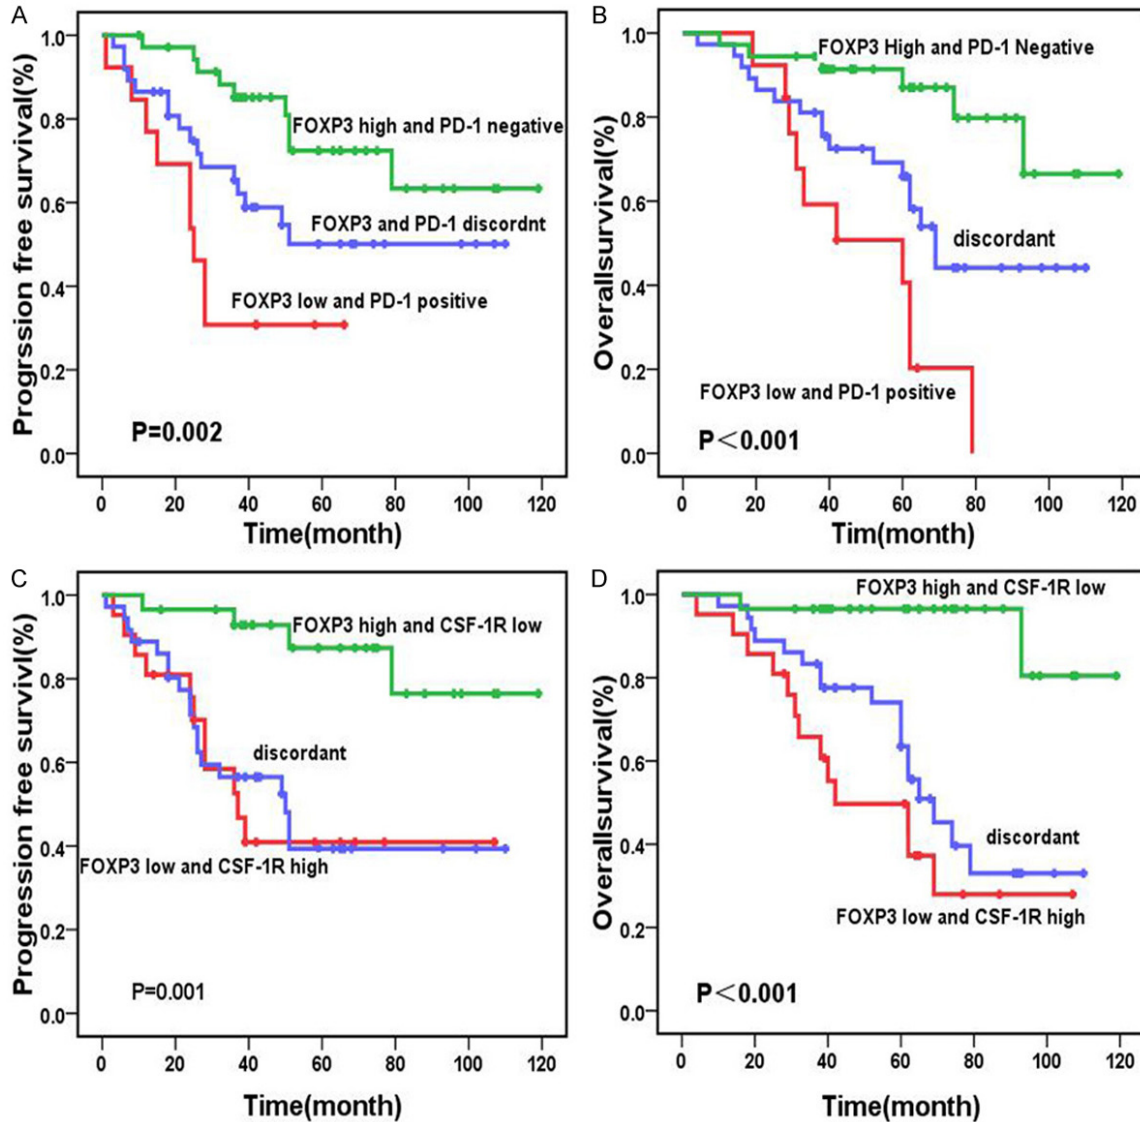 A
Progrssion free survival(%)
1.0
0.8
0.6
0.4
0.2
0.0
FOXP3 high and PD-1 negative
FOXP3 and PD-1 discordnt
FOXP3 low and PD-1 positive
P=0.002
0 20 40 60 80 100 120
Time(month)
B
Overallsurvival(%)
1.0
0.8
0.6
0.4
0.2
0.0
FOXP3 High and PD-1 Negative
discordant
FOXP3 low and PD-1 positive
P<0.001
0 20 40 60 80 100 120
Tim(month)
C
Progression free survivl(%)
1.0
0.8
0.6
0.4
0.2
0.0
FOXP3 high and CSF-1R low
discordant
FOXP3 low and CSF-1R high
P=0.001
0 20 40 60 80 100 120
Time(month)
D
Overallsurvival(%)
1.0
0.8
0.6
0.4
0.2
0.0
FOXP3 high and CSF-1R low
discordant
FOXP3 low and CSF-1R high
P<0.001
0 20 40 60 80 100 120
Time(month)